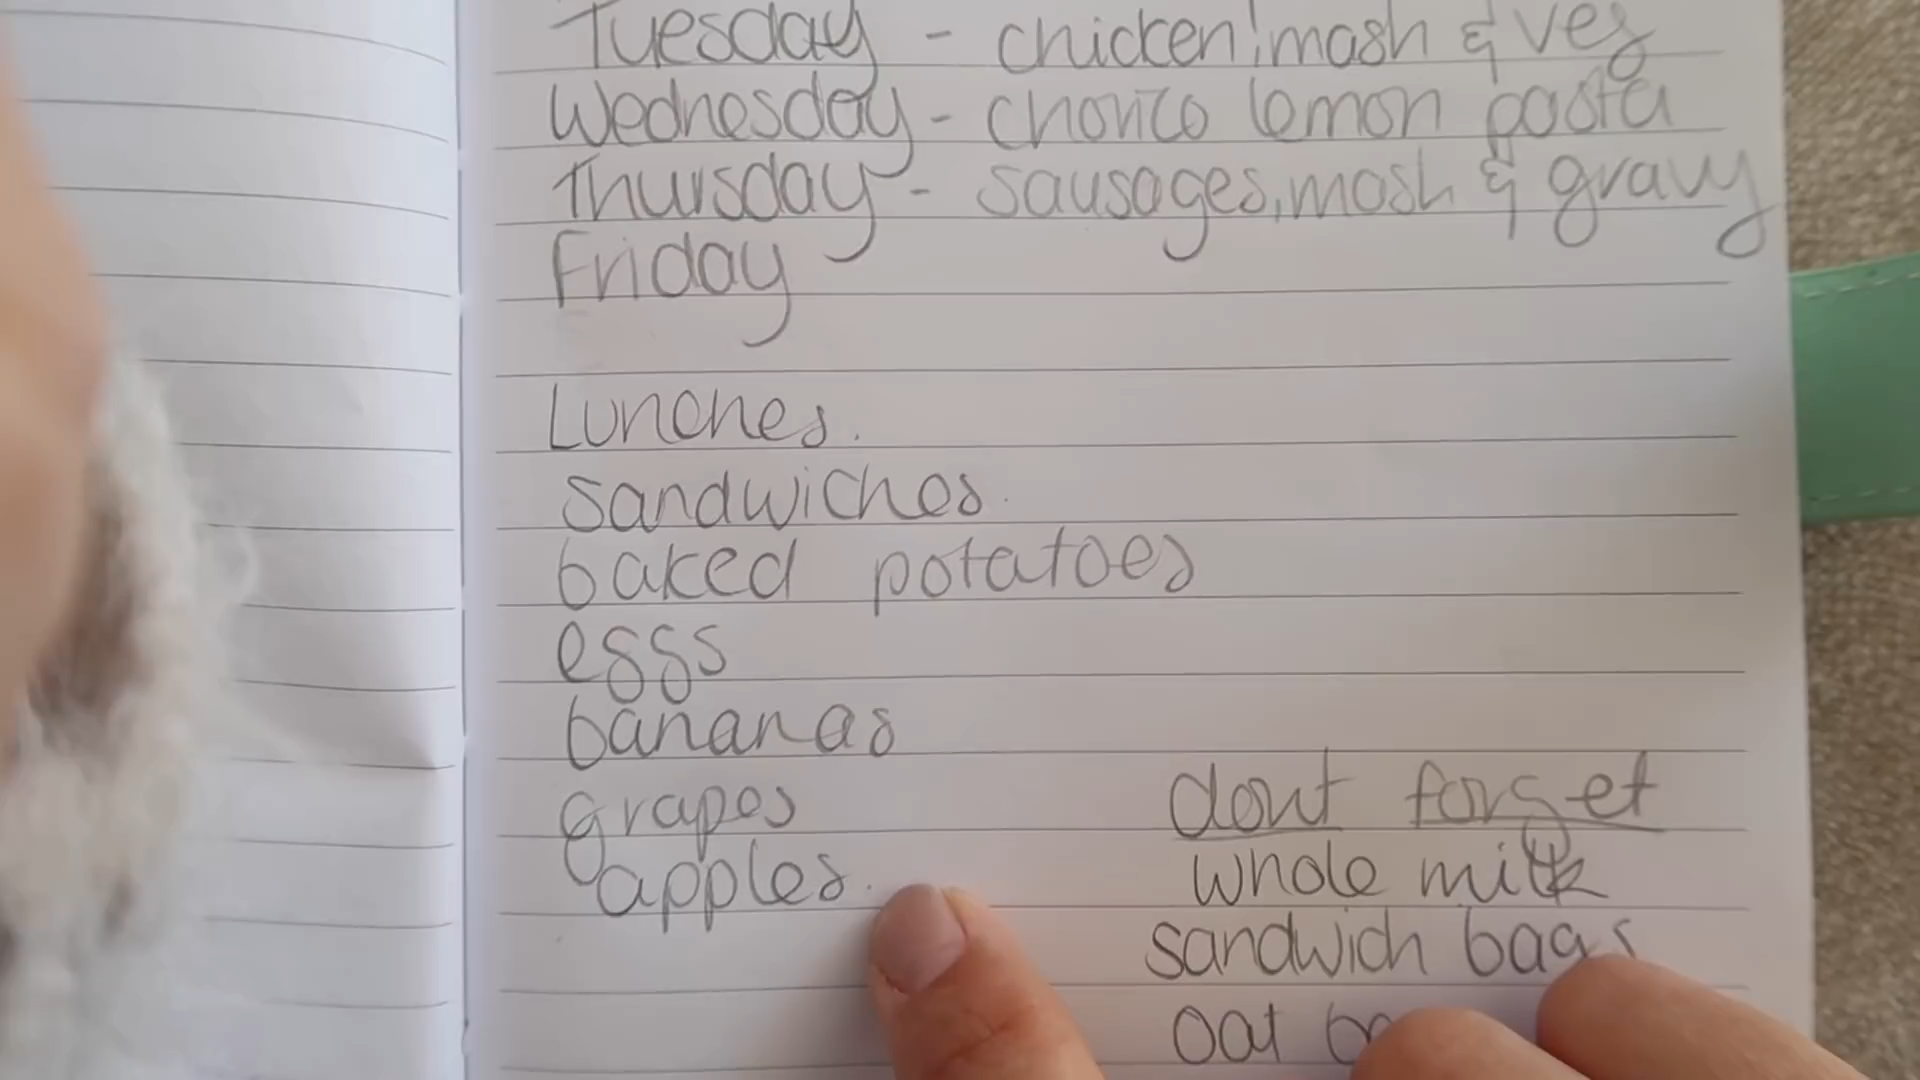 Tuesday - chicken, mash & veg
Wednesday - chorizo lemon pasta
Thursday - sausages, mash & gravy
Friday
Lunches.
sandwiches.
baked potatoes
eggs
bananas
grapes
apples.
dont forget
whole milk
sandwich bags
oat